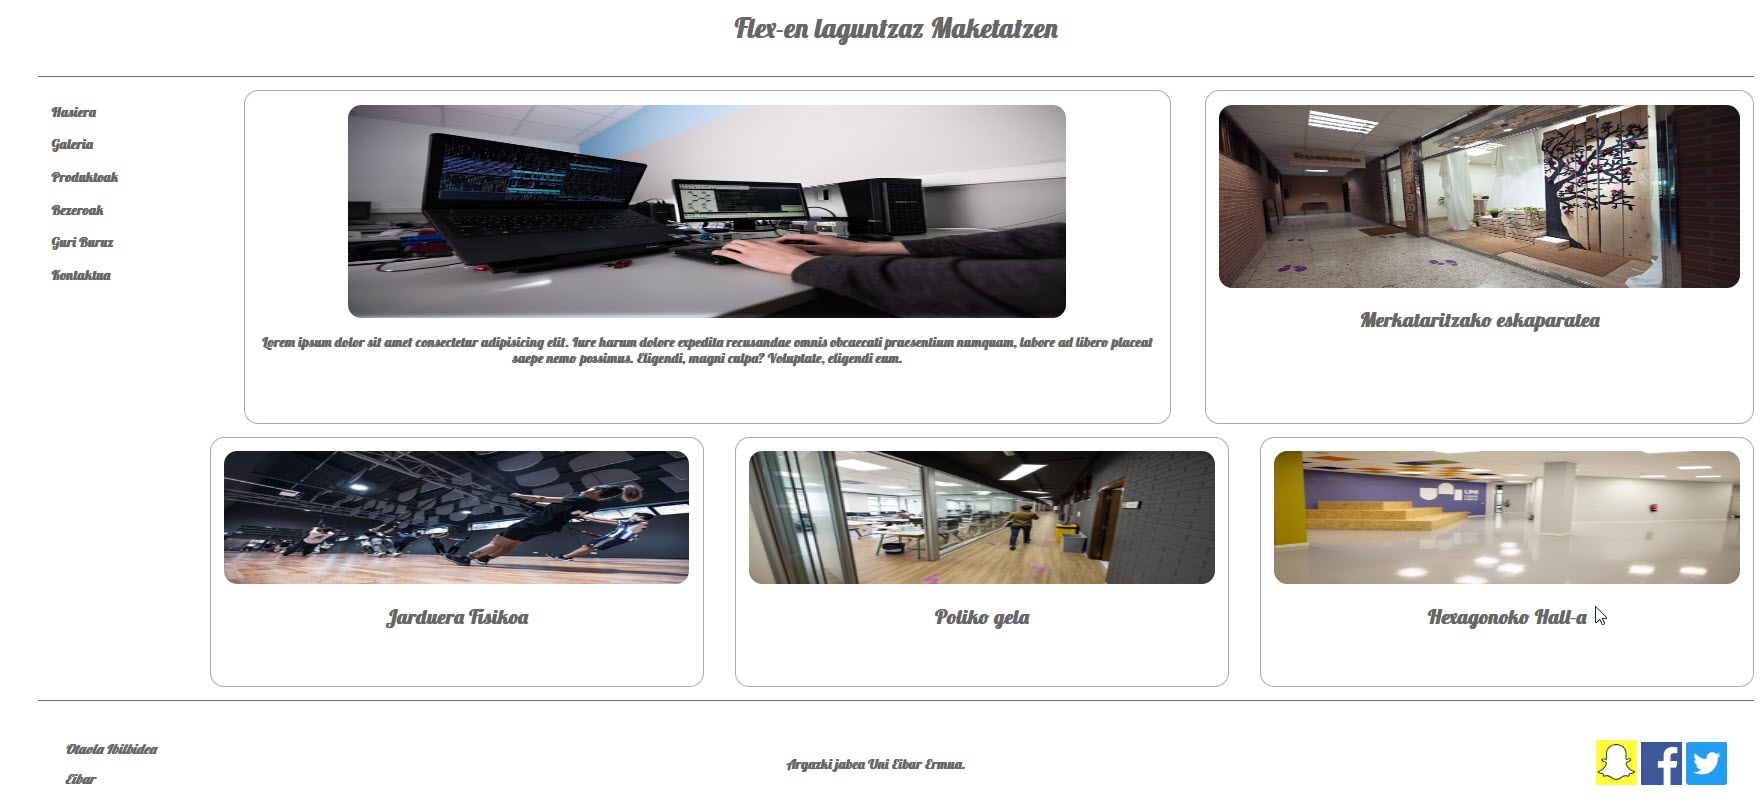 Flex-en laguntzaz Maketatzen
Hasiera
Galeria
Produktoak
Bezeroak
Guri Buruz
Kontaktua
Lorem ipsum dolor sit amet consectetur adipisicing elit. Iure harum dolore expedita recusandae omnis obcaecati praesentium numquam, labore ad libero placeat
saepe nemo possimus. Eligendi, magni culpa? Voluptate, eligendi eum.
Merkataritzako eskaparatea
Jarduera Fisikoa
Poliko gela
UNI
Hexagonoko Hall-a
Otaola Ibilbidea
Eibar
Argazki jabea Uni Eibar Ermua.